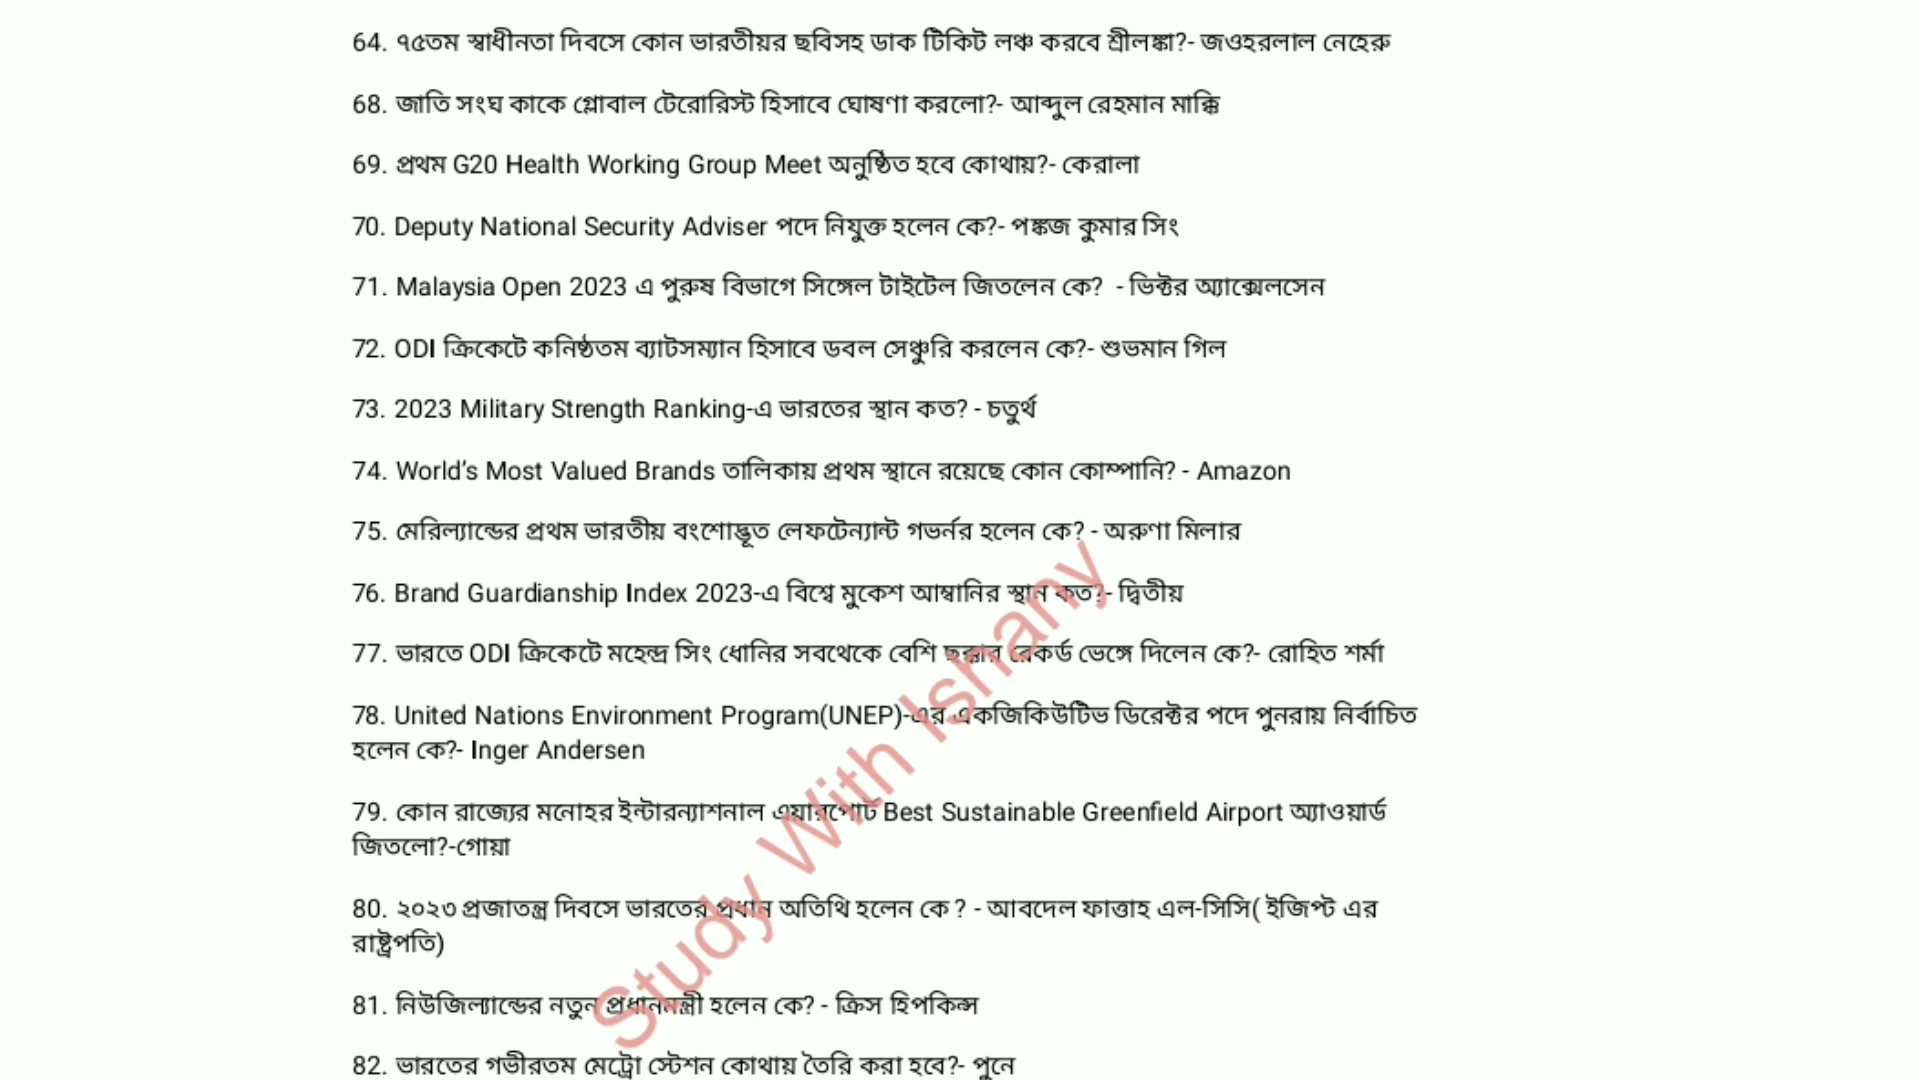 64. ৭৫তম স্বাধীনতা দিবসে কোন ভারতীয়র ছবিসহ ডাক টিকিট লঞ্চ করবে শ্রীলঙ্কা?- জওহরলাল নেহেরু
68. জাতি সংঘ কাকে গ্লোবাল টেরোরিস্ট হিসাবে ঘোষণা করলো?- আব্দুল রেহমান মাক্কি
69. প্রথম G20 Health Working Group Meet অনুষ্ঠিত হবে কোথায়?- কেরালা
70. Deputy National Security Adviser পদে নিযুক্ত হলেন কে?- পঙ্কজ কুমার সিং
71. Malaysia Open 2023 এ পুরুষ বিভাগে সিঙ্গেল টাইটেল জিতলেন কে?  - ভিক্টর অ্যাক্সেলসেন
72. ODI ক্রিকেটে কনিষ্ঠতম ব্যাটসম্যান হিসাবে ডবল সেঞ্চুরি করলেন কে?- শুভমান গিল
73. 2023 Military Strength Ranking-এ ভারতের স্থান কত? - চতুর্থ
74. World’s Most Valued Brands তালিকায় প্রথম স্থানে রয়েছে কোন কোম্পানি? - Amazon
75. মেরিল্যান্ডের প্রথম ভারতীয় বংশোদ্ভূত লেফটেন্যান্ট গভর্নর হলেন কে? - অরুণা মিলার
76. Brand Guardianship Index 2023-এ বিশ্বে মুকেশ আম্বানির স্থান কত?- দ্বিতীয়
77. ভারতে ODI ক্রিকেটে মহেন্দ্র সিং ধোনির সবথেকে বেশি ছক্কার রেকর্ড ভেঙ্গে দিলেন কে?- রোহিত শর্মা
78. United Nations Environment Program(UNEP)-এর একজিকিউটিভ ডিরেক্টর পদে পুনরায় নির্বাচিত
হলেন কে?- Inger Andersen
79. কোন রাজ্যের মনোহর ইন্টারন্যাশনাল এয়ারপোর্ট Best Sustainable Greenfield Airport অ্যাওয়ার্ড
জিতলো?-গোয়া
80. ২০২৩ প্রজাতন্ত্র দিবসে ভারতের প্রধান অতিথি হলেন কে ? - আবদেল ফাত্তাহ এল-সিসি( ইজিপ্ট এর
রাষ্ট্রপতি)
81. নিউজিল্যান্ডের নতুন প্রধানমন্ত্রী হলেন কে? - ক্রিস হিপকিন্স
82. ভারতের গভীরতম মেট্রো স্টেশন কোথায় তৈরি করা হবে?- পুনে
Study With Ishany